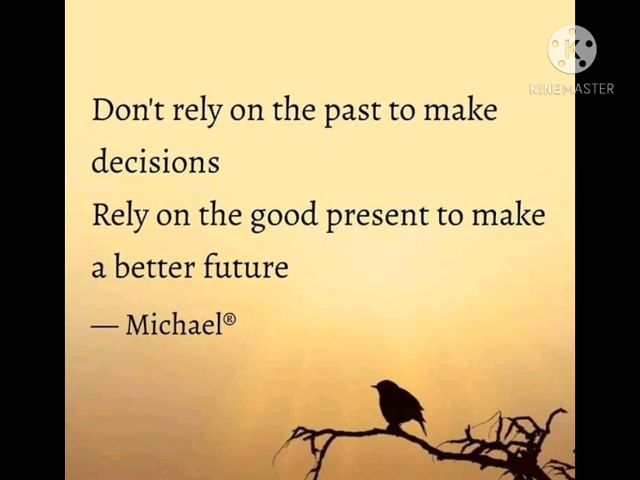 K
KINEMASTER
Don't rely on the past to make
decisions
Rely on the good present to make
a better future
— Michael®